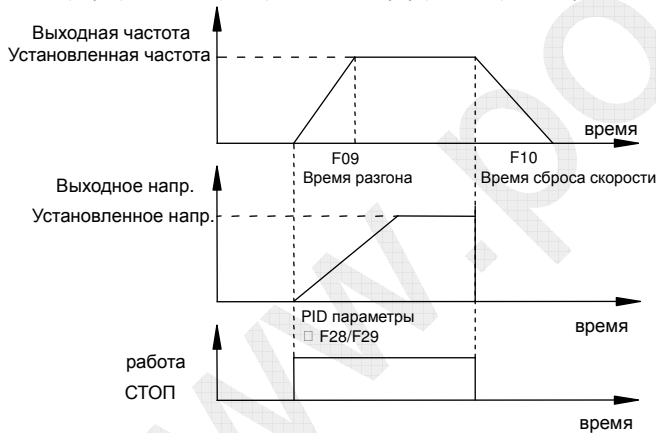 Выходная частота
Установленная частота
время
F09
F10
Время разгона
Время сброса скорости
Выходное напр.
Установленное напр.
PID параметры
□ F28/F29
время
работа
СТОП
время